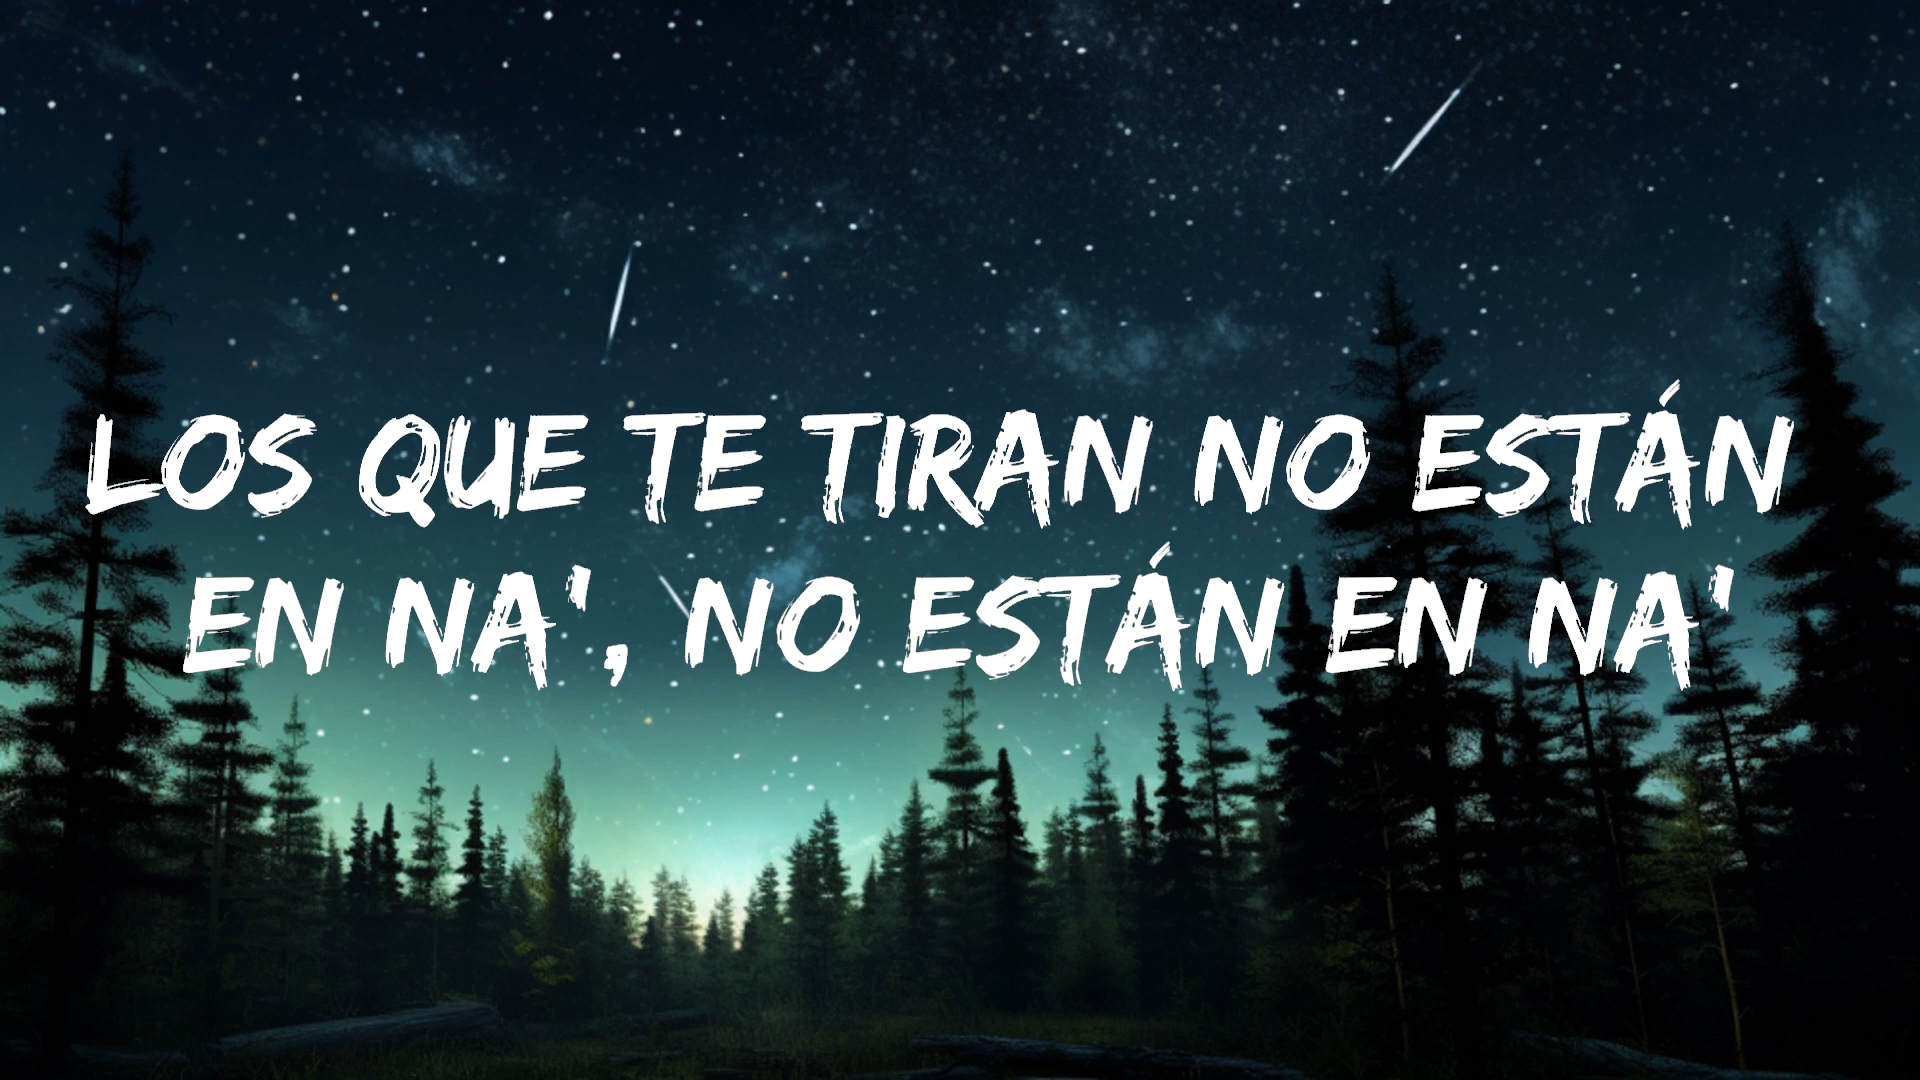 LOS QUE TE TIRAN NO ESTÁN
EN NA', NO ESTÁN EN NA'